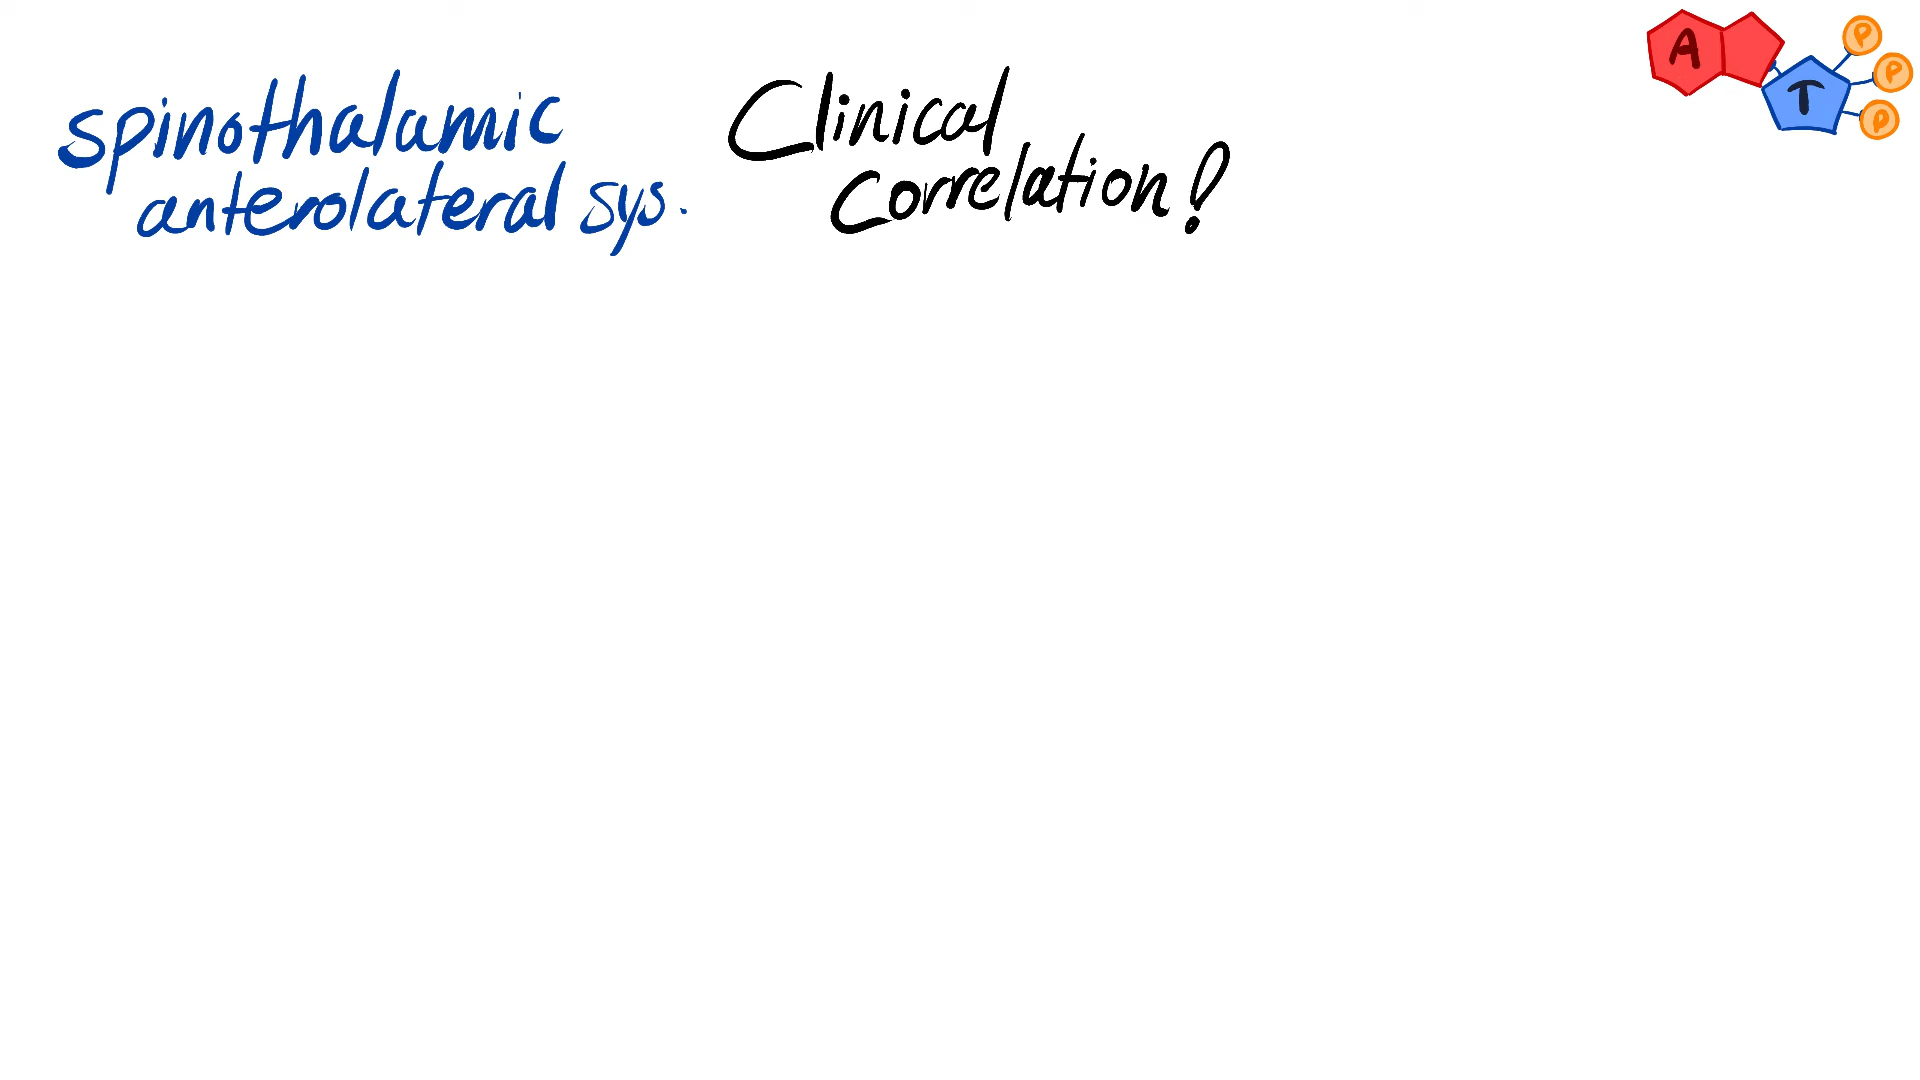 spinothalamic
anterolateral sys.
Clinical
correlation!
A
T
P
P
P